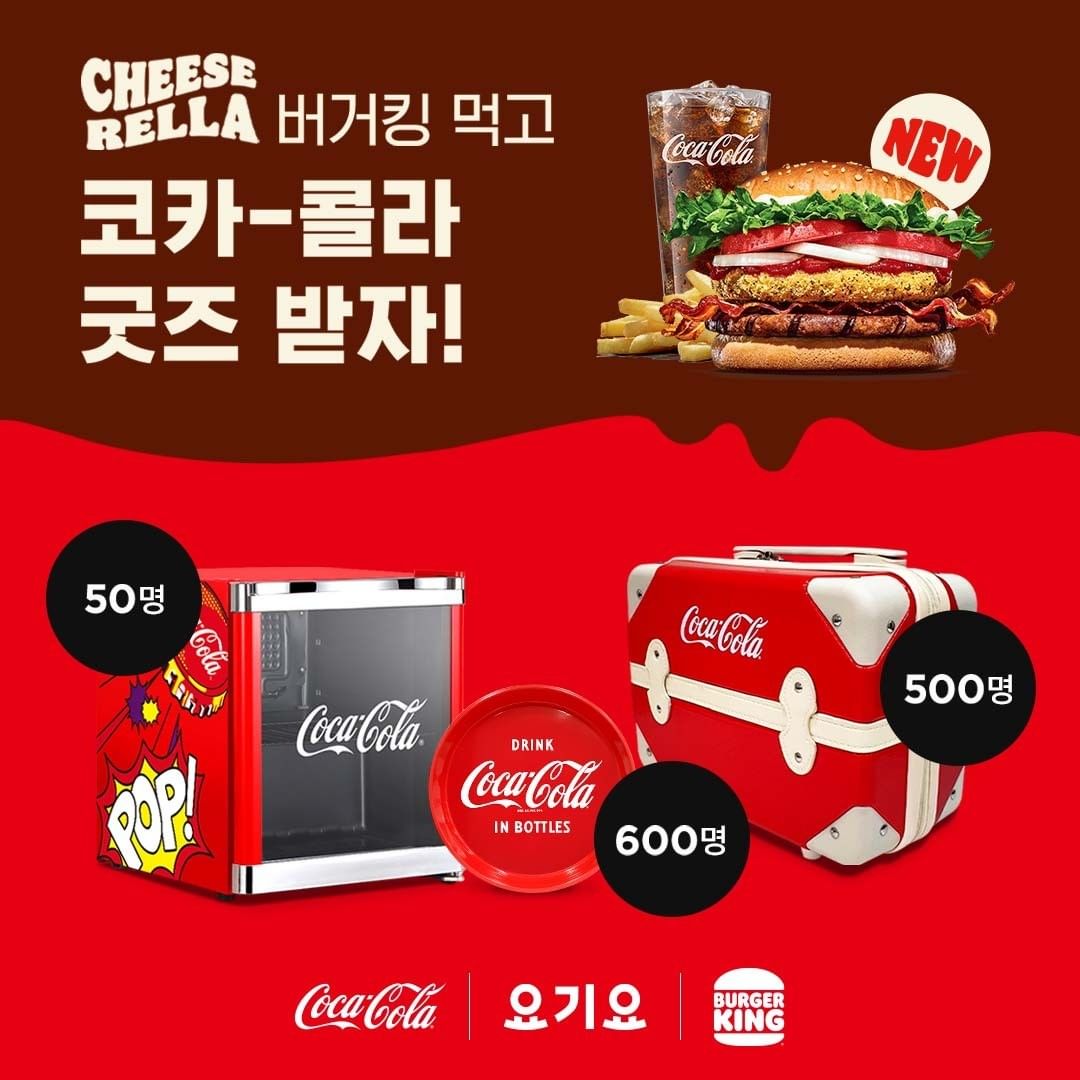 CHEESE
RELLA 버거킹 먹고
코카-콜라
굿즈 받자!
Coca-Cola
NEW
50명
Coca-Cola
POP!
Coca-Cola
Coca-Cola
500명
DRINK
Coca-Cola
IN BOTTLES
600명
Coca-Cola
요기요
BURGER
KING